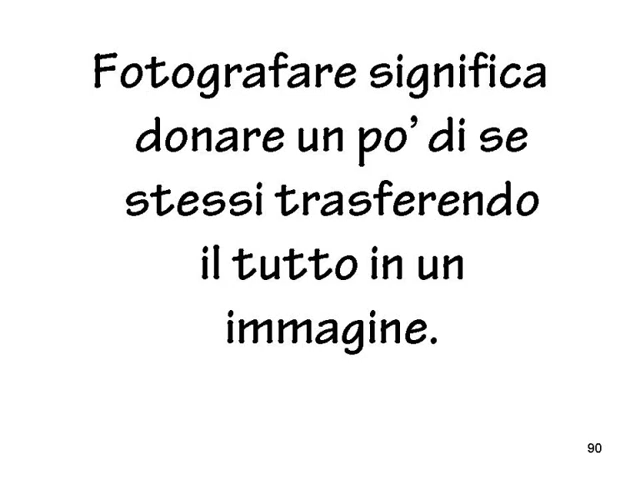 Fotografare significa
donare un po’ di se
stessi trasferendo
il tutto in un
immagine.
90